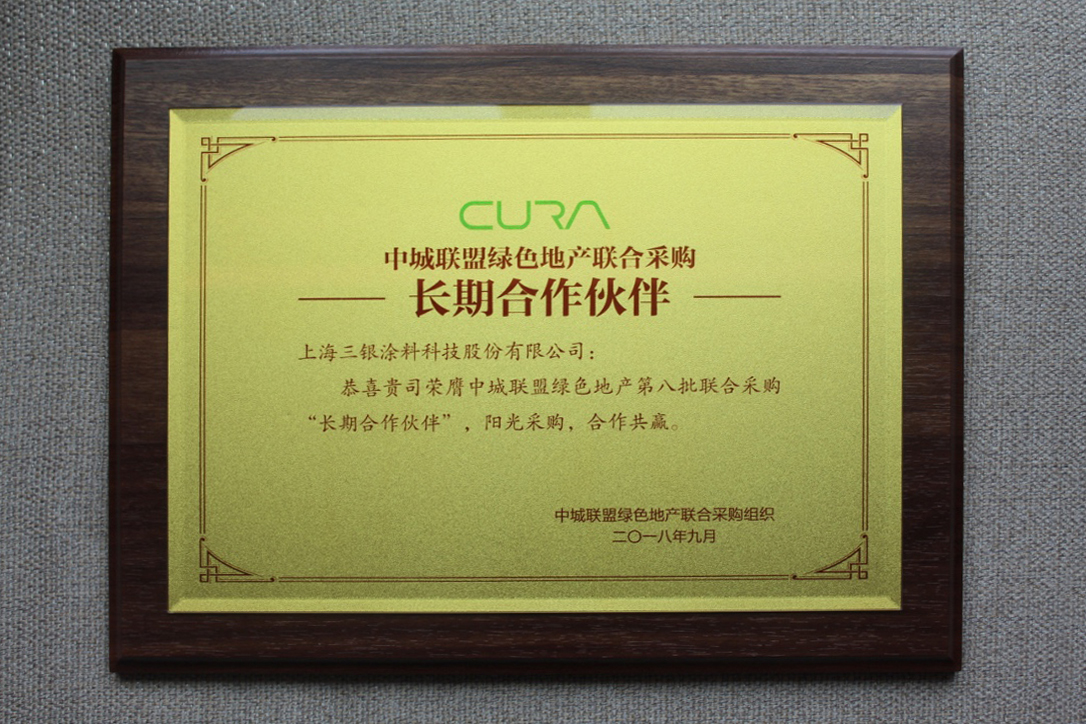 CURA
中城联盟绿色地产联合采购
长期合作伙伴
上海三银涂料科技股份有限公司：
恭喜贵司荣膺中城联盟绿色地产第八批联合采购
“长期合作伙伴”，阳光采购，合作共赢。
中城联盟绿色地产联合采购组织
二〇一八年九月